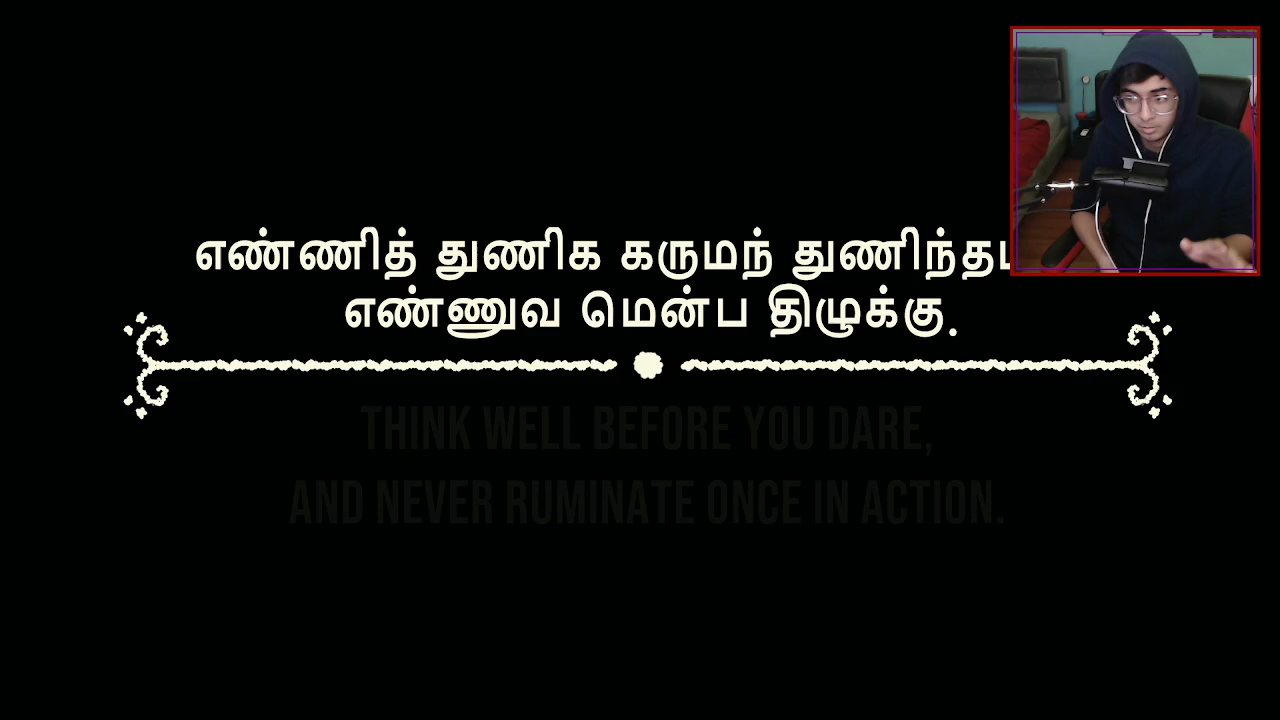 எண்ணித் துணிக கருமந்
எண்ணுவ மென்ப திழுக்கு.
THINK WELL BEFORE YOU DARE,
AND NEVER RUMINATE ONCE IN ACTION.